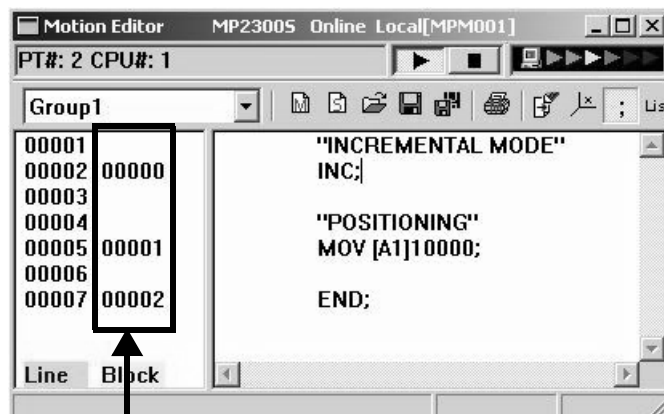 Motion Editor MP2300S Online Local[MPM001]
PT#: 2 CPU#: 1
Group1
Lis
00001 "INCREMENTAL MODE"
00002 00000 INC;
00003
00004 "POSITIONING"
00005 00001 MOV [A1]10000;
00006
00007 00002 END;
Line Block